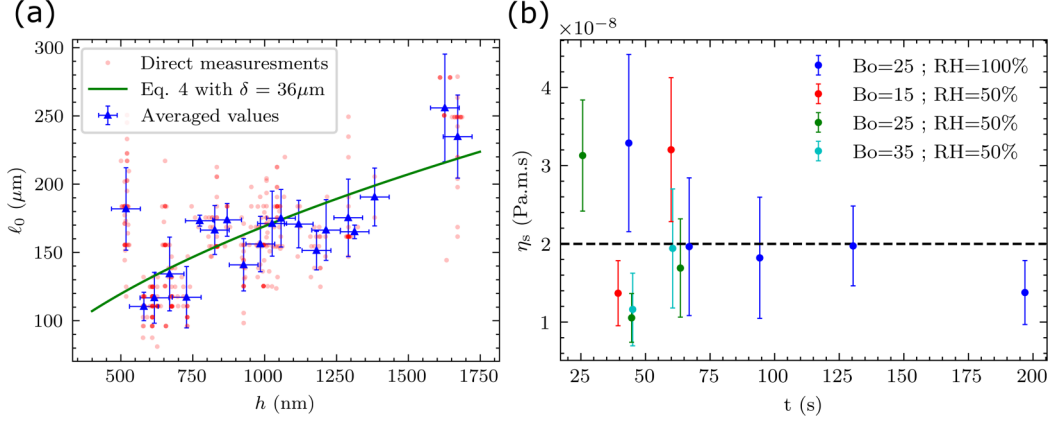 (a)
(b)
Direct measuresments
Eq. 4 with δ = 36μm
Averaged values
300
250
200
150
100
ℓ₀ (μm)
500 750 1000 1250 1500 1750
h (nm)
×10⁻⁸
Bo=25 ; RH=100%
Bo=15 ; RH=50%
Bo=25 ; RH=50%
Bo=35 ; RH=50%
4
3
2
1
ηₛ (Pa.m.s)
25 50 75 100 125 150 175 200
t (s)